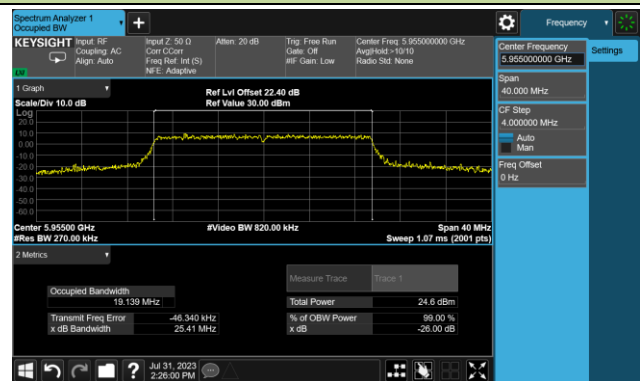 Spectrum Analyzer 1
Occupied BW
+
Frequency
KEYSIGHT
Input: RF
Coupling: AC
Align: Auto
Input Z: 50 Ω
Corr CCorr
Freq Ref: Int (S)
NFE: Adaptive
Atten: 20 dB
Trig: Free Run
Gate: Off
#IF Gain: Low
Center Freq: 5.955000000 GHz
Avg|Hold:>10/10
Radio Std: None
Center Frequency
5.955000000 GHz
Settings
Span
40.000 MHz
CF Step
4.000000 MHz
Auto
Man
Freq Offset
0 Hz
1 Graph
Scale/Div 10.0 dB
Ref Lvl Offset 22.40 dB
Ref Value 30.00 dBm
Log
20.0
10.0
0.00
-10.0
-20.0
-30.0
-40.0
-50.0
-60.0
Center 5.95500 GHz
#Res BW 270.00 kHz
#Video BW 820.00 kHz
Span 40 MHz
Sweep 1.07 ms (2001 pts)
2 Metrics
Measure Trace
Trace 1
Occupied Bandwidth
19.139 MHz
Total Power
24.6 dBm
Transmit Freq Error
-46.340 kHz
% of OBW Power
99.00 %
x dB Bandwidth
25.41 MHz
x dB
-26.00 dB
?
Jul 31, 2023
2:26:00 PM